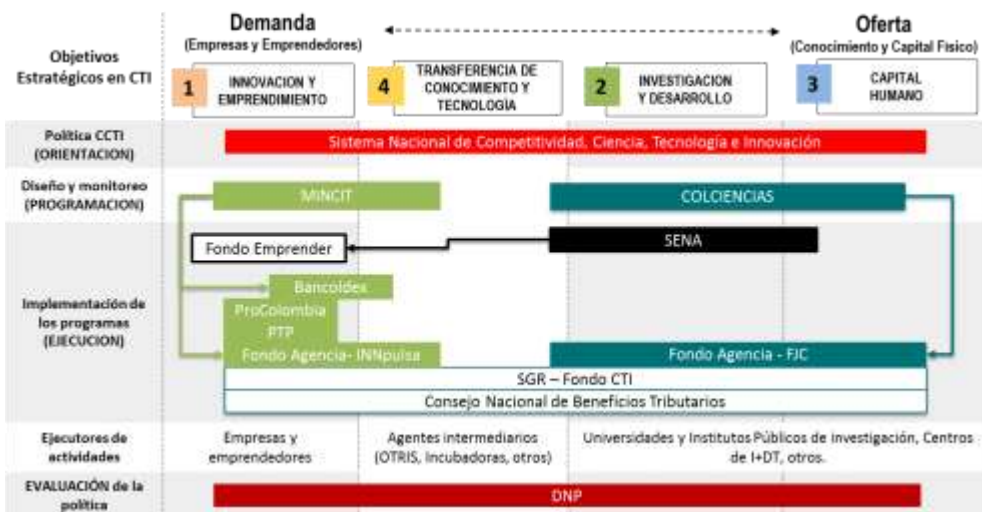 Demanda
(Empresas y Emprendedores)
Oferta
(Conocimiento y Capital Físico)
Objetivos
Estratégicos en CTI
1
INNOVACION Y
EMPRENDIMIENTO
4
TRANSFERENCIA DE
CONOCIMIENTO Y
TECNOLOGÍA
2
INVESTIGACION
Y DESARROLLO
3
CAPITAL
HUMANO
Política CCTI
(ORIENTACION)
Sistema Nacional de Competitividad, Ciencia, Tecnología e Innovación
Diseño y monitoreo
(PROGRAMACION)
MINCIT
COLCIENCIAS
Implementación de
los programas
(EJECUCION)
Fondo Emprender
SENA
Bancoldex
ProColombia
PTP
Fondo Agencia- INNpulsa
Fondo Agencia - FJC
SGR – Fondo CTI
Consejo Nacional de Beneficios Tributarios
Ejecutores de
actividades
Empresas y
emprendedores
Agentes intermediarios
(OTRIS, Incubadoras, otros)
Universidades y Institutos Públicos de Investigación, Centros
de I+DT, otros.
EVALUACIÓN de la
política
DNP